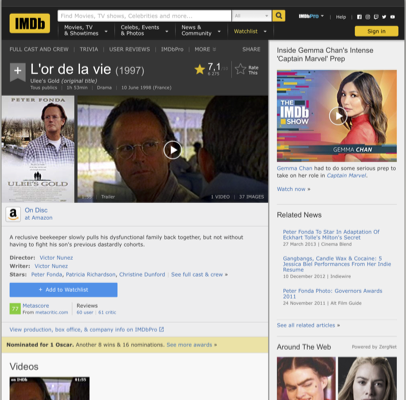 IMDb
Find Movies, TV shows, Celebrities and more...
All
IMDbPro
Help
Movies, TV & Showtimes
Celebs, Events & Photos
News & Community
Watchlist
Sign in
FULL CAST AND CREW | TRIVIA | USER REVIEWS | IMDbPro | MORE
SHARE
L'or de la vie (1997)
Ulee's Gold (original title)
Tous publics | 1h 53min | Drama | 10 June 1998 (France)
7,1
Rate This
PETER FONDA
ULEE'S GOLD
Trailer
1 VIDEO | 37 IMAGES
On Disc
at Amazon
A reclusive beekeeper slowly pulls his dysfunctional family back together, but not without having to fight his son's previous dastardly cohorts.
Director: Victor Nunez
Writer: Victor Nunez
Stars: Peter Fonda, Patricia Richardson, Christine Dunford | See full cast & crew »
+ Add to Watchlist
Metascore
From metacritic.com
Reviews
60 user | 61 critic
View production, box office, & company info on IMDbPro
Nominated for 1 Oscar. Another 8 wins & 16 nominations. See more awards »
Videos
Inside Gemma Chan's Intense 'Captain Marvel' Prep
THE IMDb SHOW
GEMMA CHAN
Gemma Chan had to do some serious prep to take on her role in Captain Marvel.
Watch now »
Related News
Peter Fonda To Star In Adaptation Of Eckhart Tolle's Milton's Secret
27 March 2013 | Cinema Blend
Gangbangs, Candle Wax & Cocaine: 5 Jessica Biel Performances From Her Indie Resume
10 December 2012 | Indiewire
Peter Fonda Photo: Governors Awards 2011
24 November 2011 | Alt Film Guide
See all related articles »
Around The Web
Powered by ZergNet